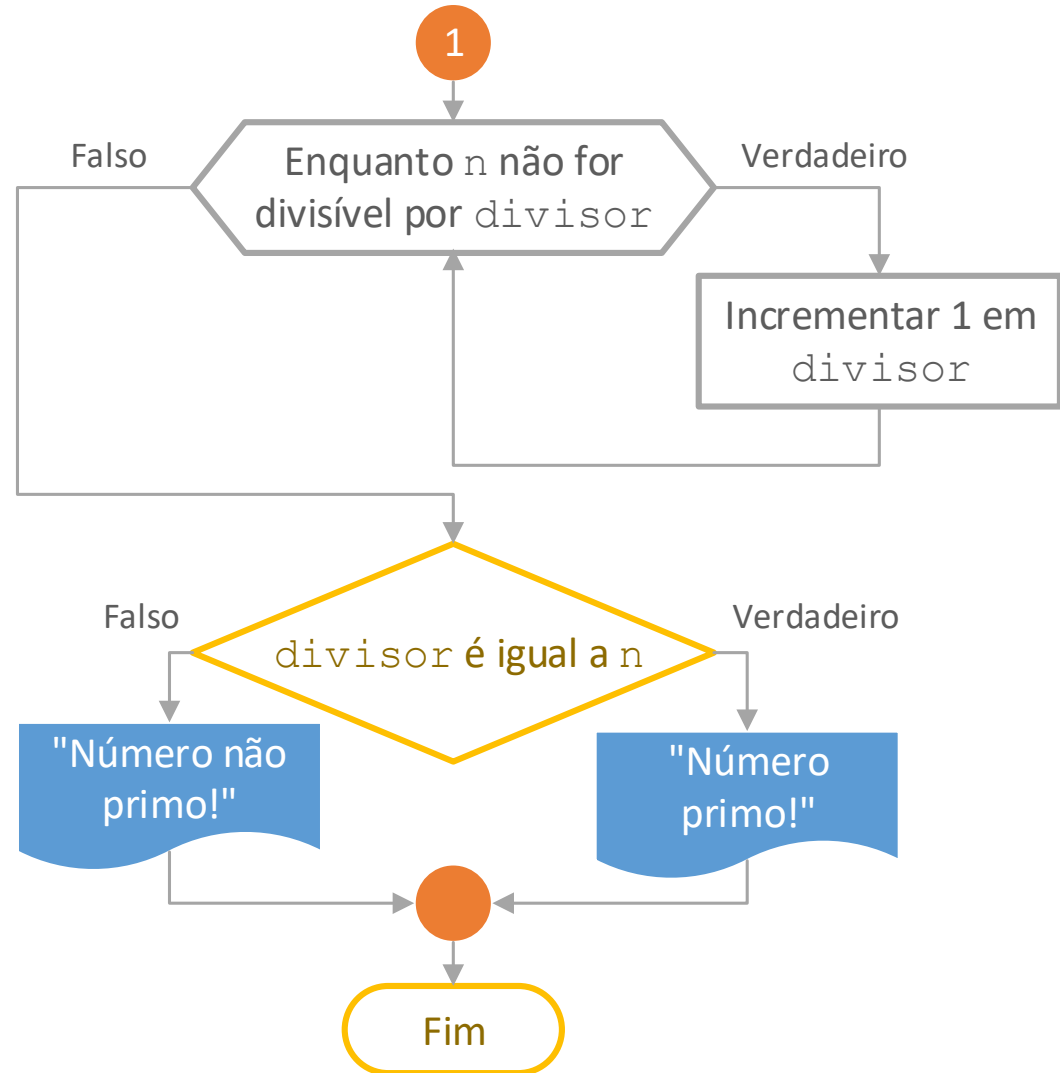 1
Falso
Enquanto n não for
divisível por divisor
Verdadeiro
Incrementar 1 em
divisor
Falso
divisor é igual a n
Verdadeiro
"Número não
primo!"
"Número
primo!"
Fim